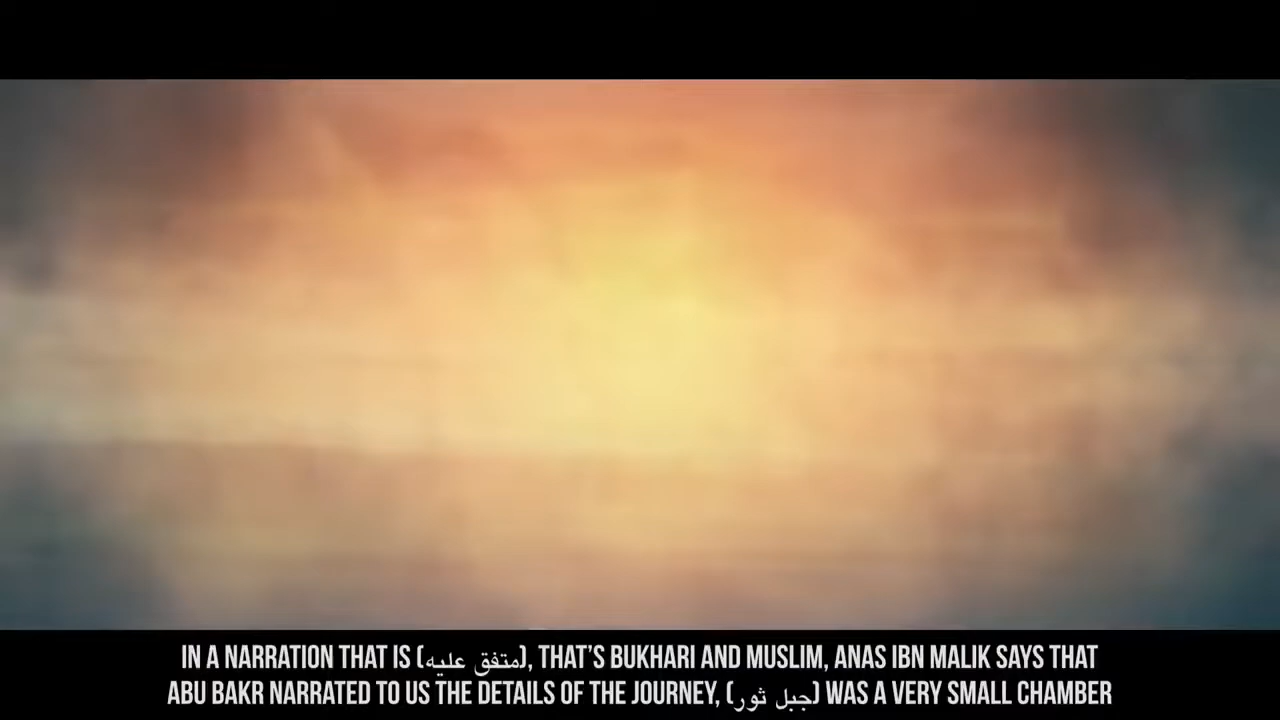 IN A NARRATION THAT IS (متفق عليه), THAT'S BUKHARI AND MUSLIM, ANAS IBN MALIK SAYS THAT
ABU BAKR NARRATED TO US THE DETAILS OF THE JOURNEY, (جبل ثور) WAS A VERY SMALL CHAMBER